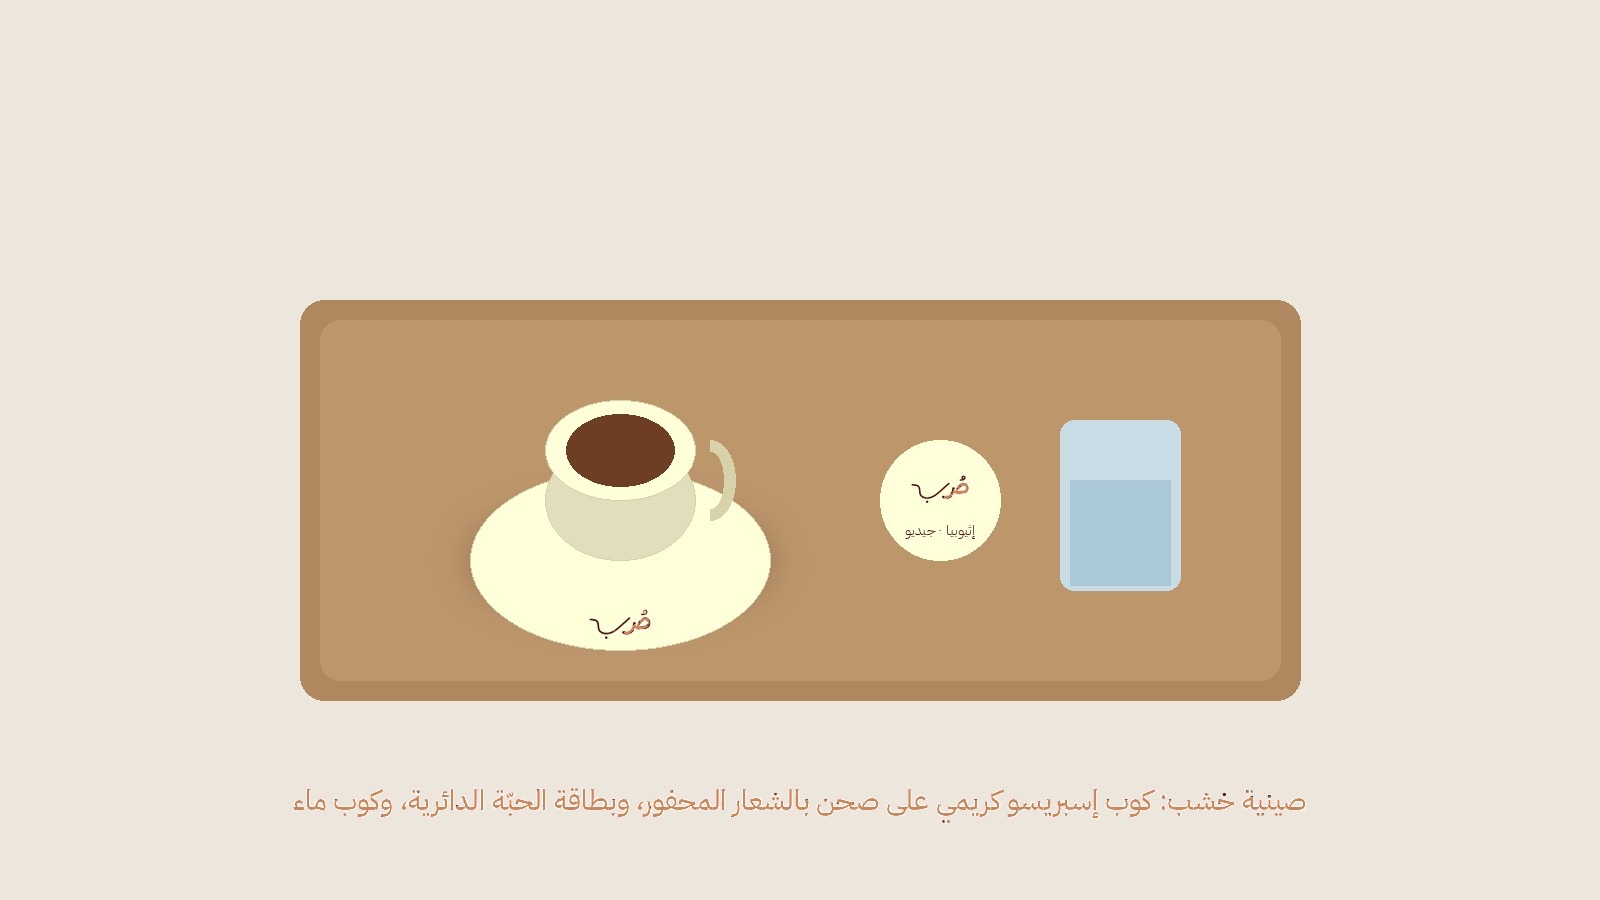 صُرب
إثيوبيا · جيديو
صُرب
صينية خشب: كوب إسبريسو كريمي على صحن بالشعار المحفور، وبطاقة الحبّة الدائرية، وكوب ماء